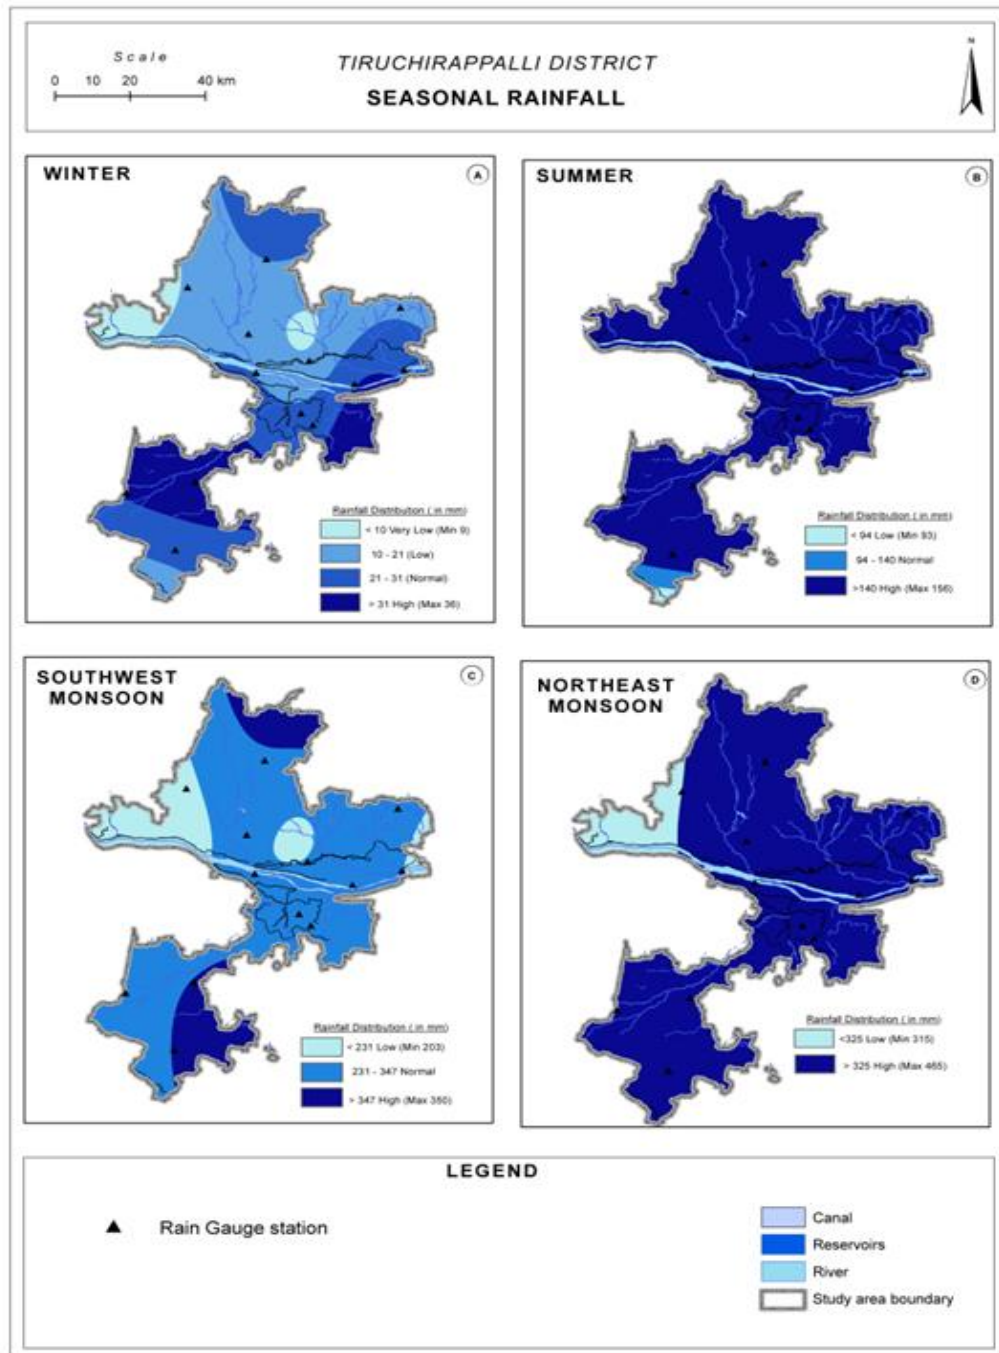 Scale
0 10 20 40 km
TIRUCHIRAPPALLI DISTRICT
SEASONAL RAINFALL
N
WINTER
A
Rainfall Distribution ( in mm)
< 10 Very Low (Min 9)
10 - 21 (Low)
21 - 31 (Normal)
> 31 High (Max 36)
SUMMER
B
Rainfall Distribution ( in mm)
< 94 Low (Min 93)
94 - 140 Normal
>140 High (Max 156)
SOUTHWEST
MONSOON
C
Rainfall Distribution ( in mm)
< 231 Low (Min 203)
231 - 347 Normal
> 347 High (Max 350)
NORTHEAST
MONSOON
D
Rainfall Distribution ( in mm)
<325 Low (Min 315)
> 325 High (Max 465)
LEGEND
Rain Gauge station
Canal
Reservoirs
River
Study area boundary